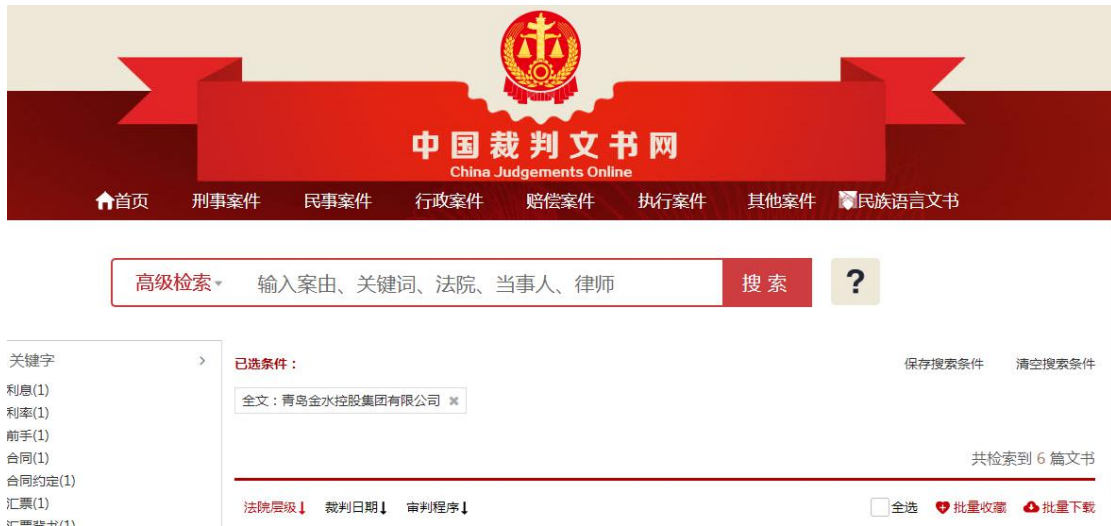 中国裁判文书网
China Judgements Online
首页 刑事案件 民事案件 行政案件 赔偿案件 执行案件 其他案件 民族语言文书
高级检索 输入案由、关键词、法院、当事人、律师 搜索 ?
关键字 >
利息(1)
利率(1)
前手(1)
合同(1)
合同约定(1)
汇票(1)
汇票背书(1)
已选条件：
保存搜索条件 清空搜索条件
全文：青岛金水控股集团有限公司 ×
共检索到 6 篇文书
法院层级↓ 裁判日期↓ 审判程序↓
全选 批量收藏 批量下载